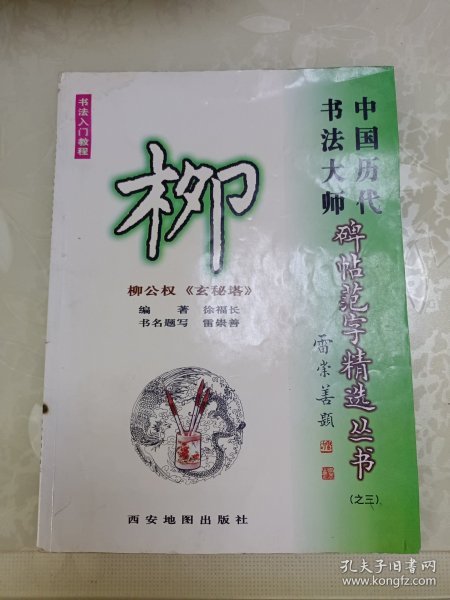 中国历代
书法大师
碑帖范字精选丛书
(之三)
雷崇善题
书法入门教程
柳
柳公权《玄秘塔》
编 著 徐福长
书名题写 雷崇善
西安地图出版社
孔夫子旧书网
www.kongfz.com